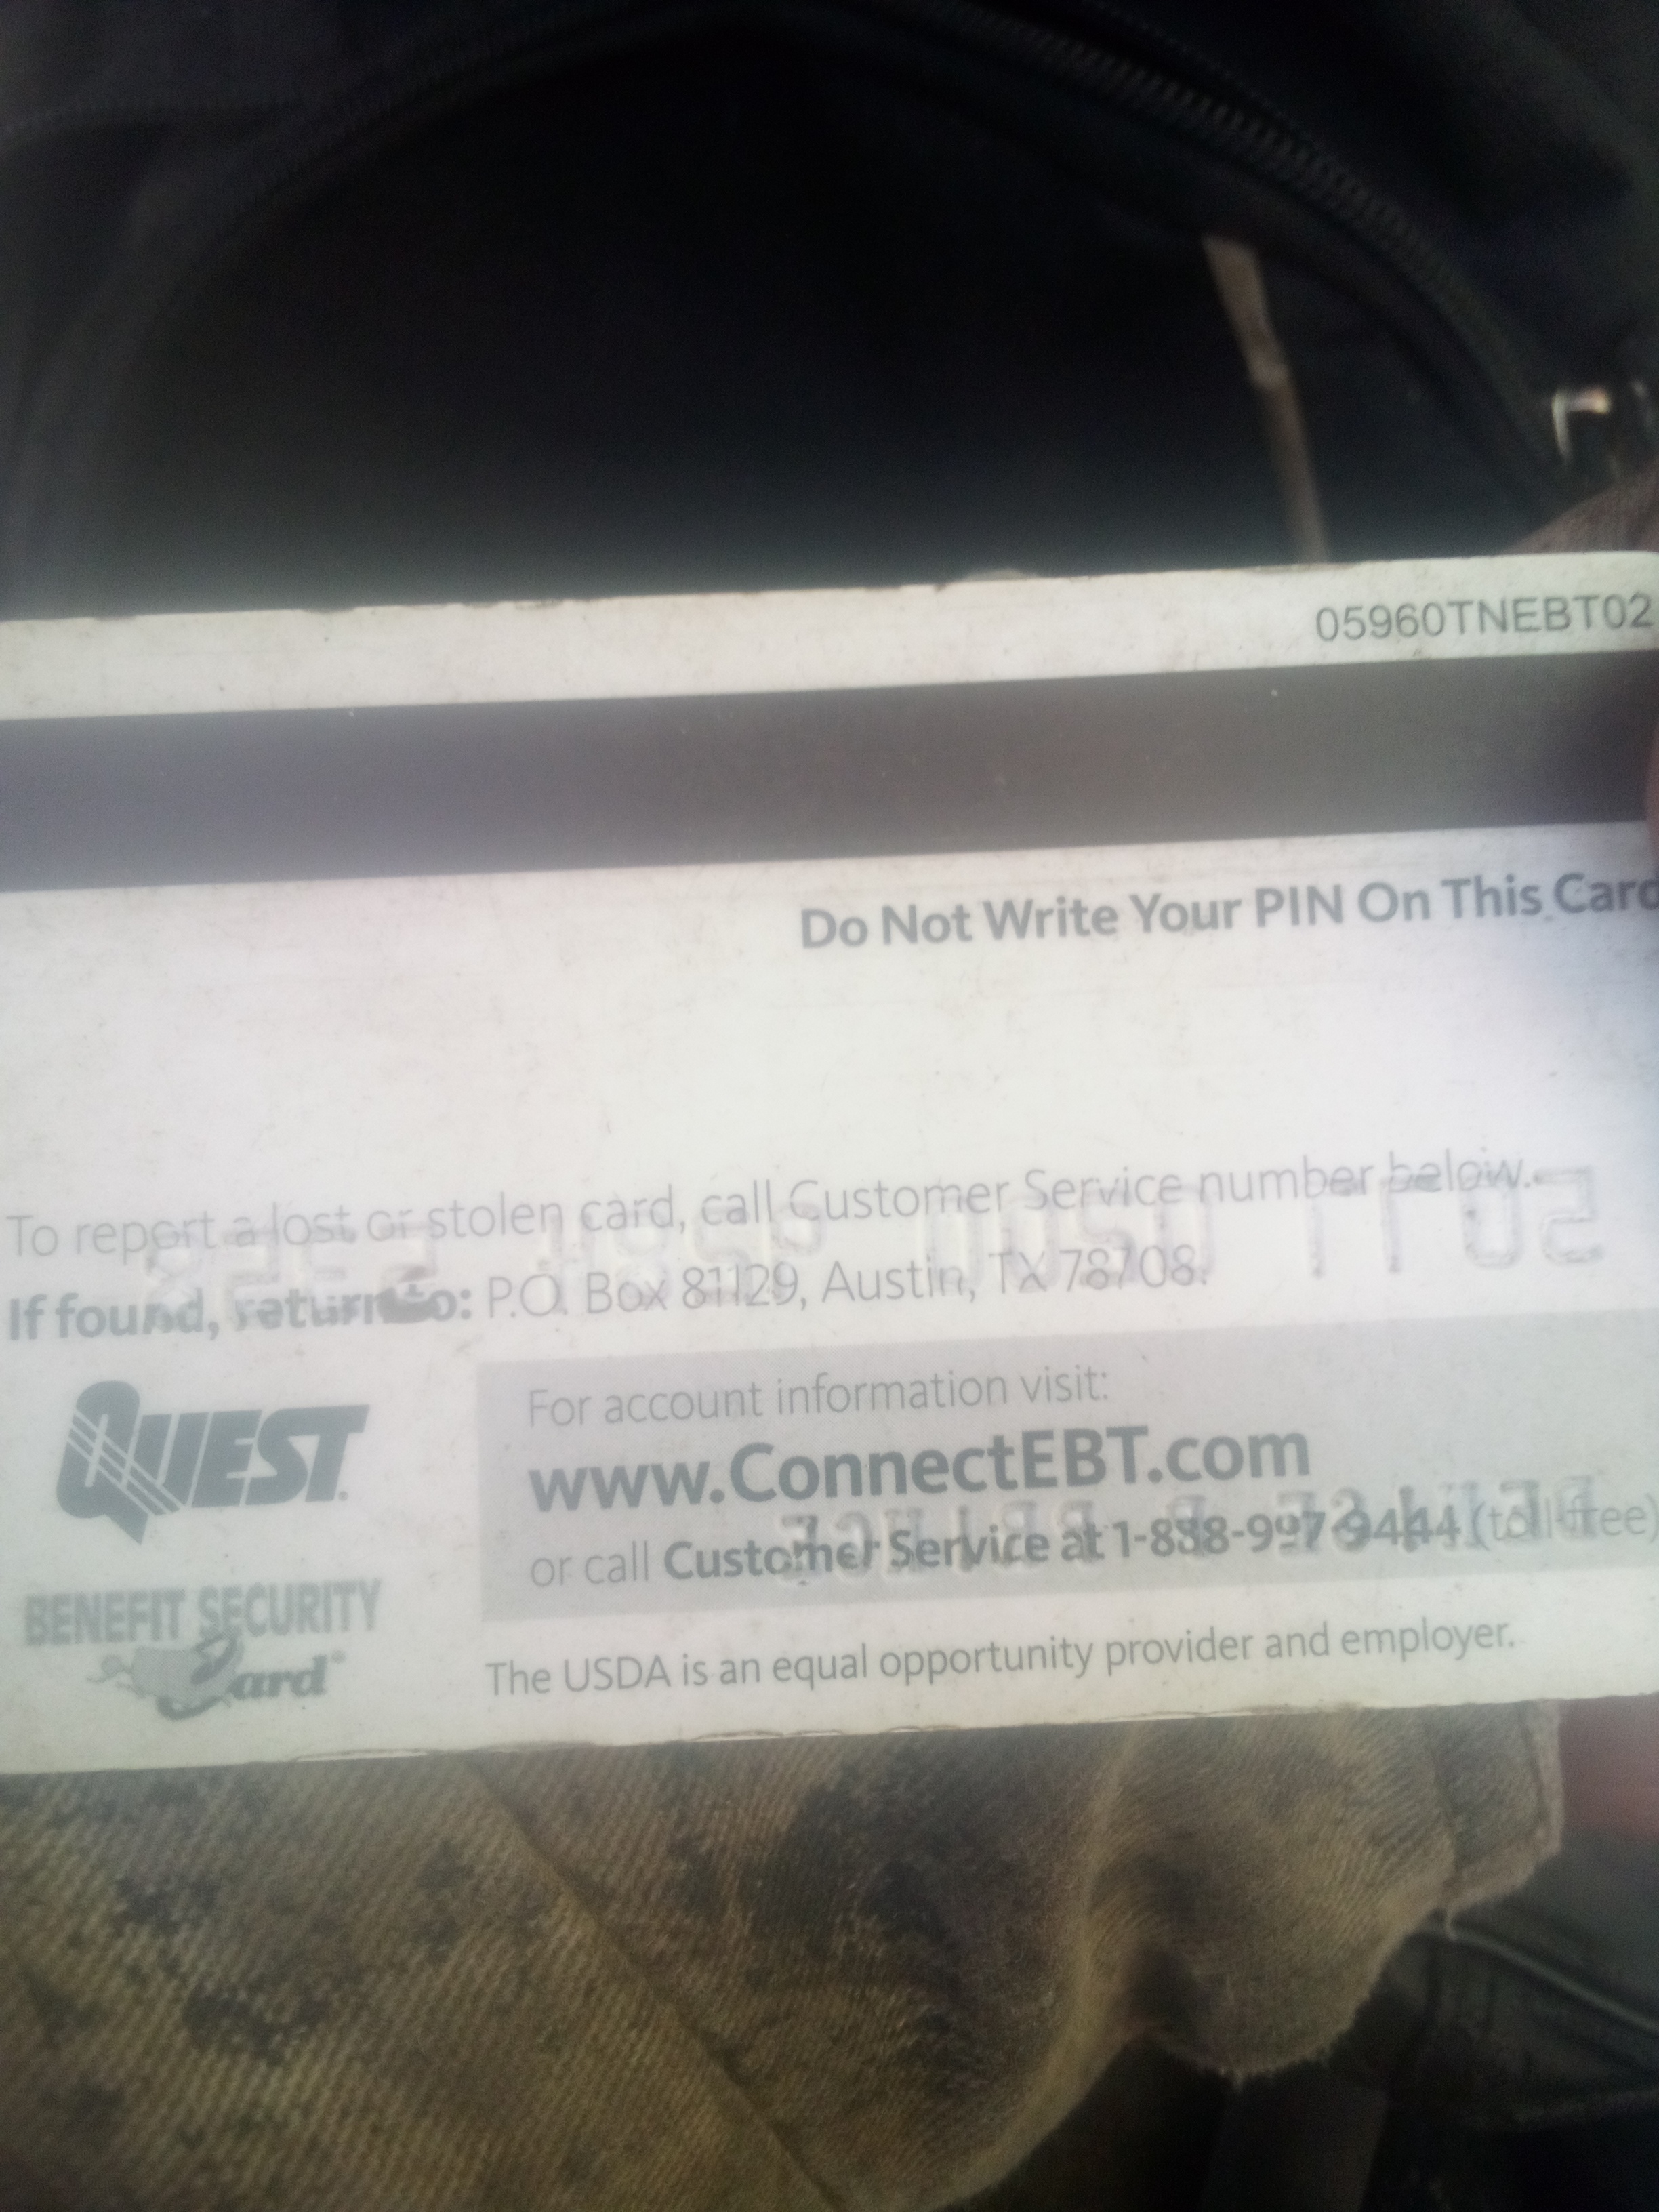 05960TNEBT02
Do Not Write Your PIN On This Card
To report a lost or stolen card, call Customer Service number below.
If found, return to: P.O. Box 81129, Austin, TX 78708.
QUEST
BENEFIT SECURITY
Card®
For account information visit:
www.ConnectEBT.com
or call Customer Service at 1-888-997-9444 (toll-free)
The USDA is an equal opportunity provider and employer.